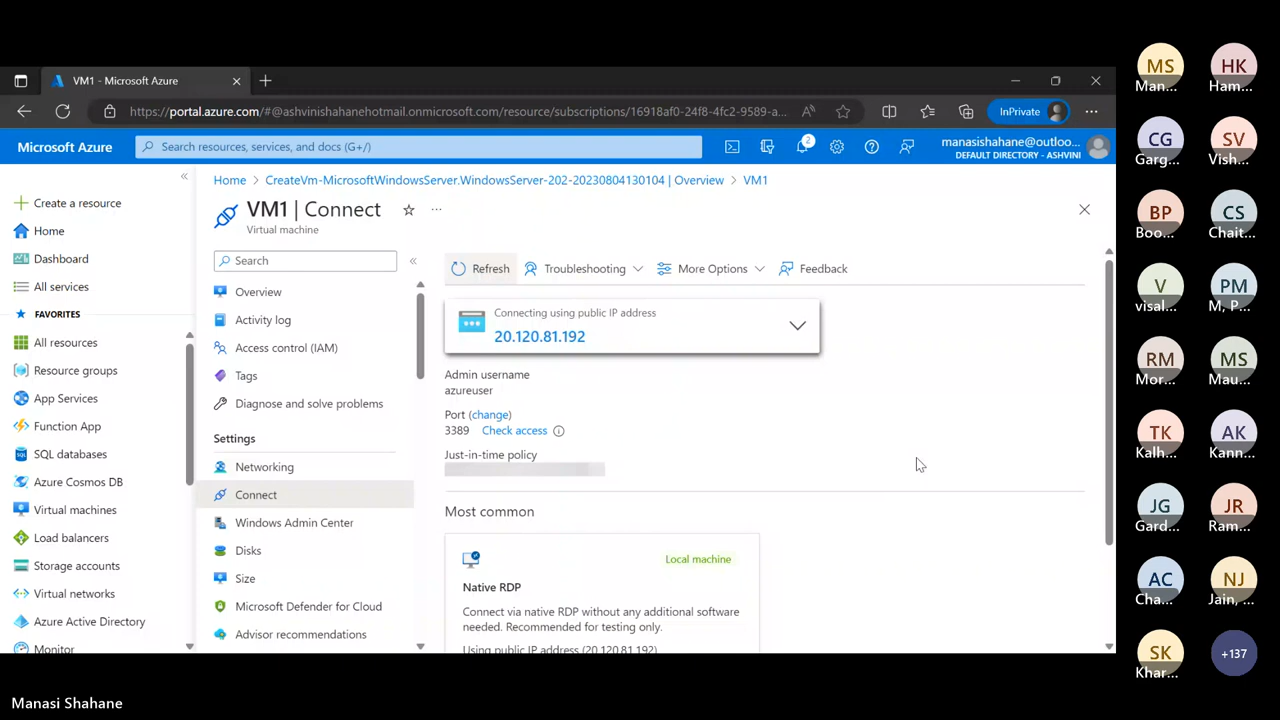 VM1 - Microsoft Azure
https://portal.azure.com/#@ashvinishahanehotmail.onmicrosoft.com/resource/subscriptions/16918af0-24f8-4fc2-9589-a...
InPrivate
Microsoft Azure
Search resources, services, and docs (G+/)
2
manasishahane@outloo...
DEFAULT DIRECTORY - ASHVINI
Create a resource
Home
Dashboard
All services
FAVORITES
All resources
Resource groups
App Services
Function App
SQL databases
Azure Cosmos DB
Virtual machines
Load balancers
Storage accounts
Virtual networks
Azure Active Directory
Monitor
Home > CreateVm-MicrosoftWindowsServer.WindowsServer-202-20230804130104 | Overview > VM1
VM1 | Connect
Virtual machine
Search
Overview
Activity log
Access control (IAM)
Tags
Diagnose and solve problems
Settings
Networking
Connect
Windows Admin Center
Disks
Size
Microsoft Defender for Cloud
Advisor recommendations
Refresh
Troubleshooting
More Options
Feedback
Connecting using public IP address
20.120.81.192
Admin username
azureuser
Port (change)
3389 Check access
Just-in-time policy
Most common
Local machine
Native RDP
Connect via native RDP without any additional software
needed. Recommended for testing only.
Using public IP address (20.120.81.192)
MS
Man...
HK
Ham...
CG
Garg...
SV
Vish...
BP
Boo...
CS
Chait...
V
visal...
PM
M, P...
RM
Mor...
MS
Mau...
TK
Kalh...
AK
Kann...
JG
Gard...
JR
Ram...
AC
Cha...
NJ
Jain, ...
SK
Khar...
+137
Manasi Shahane